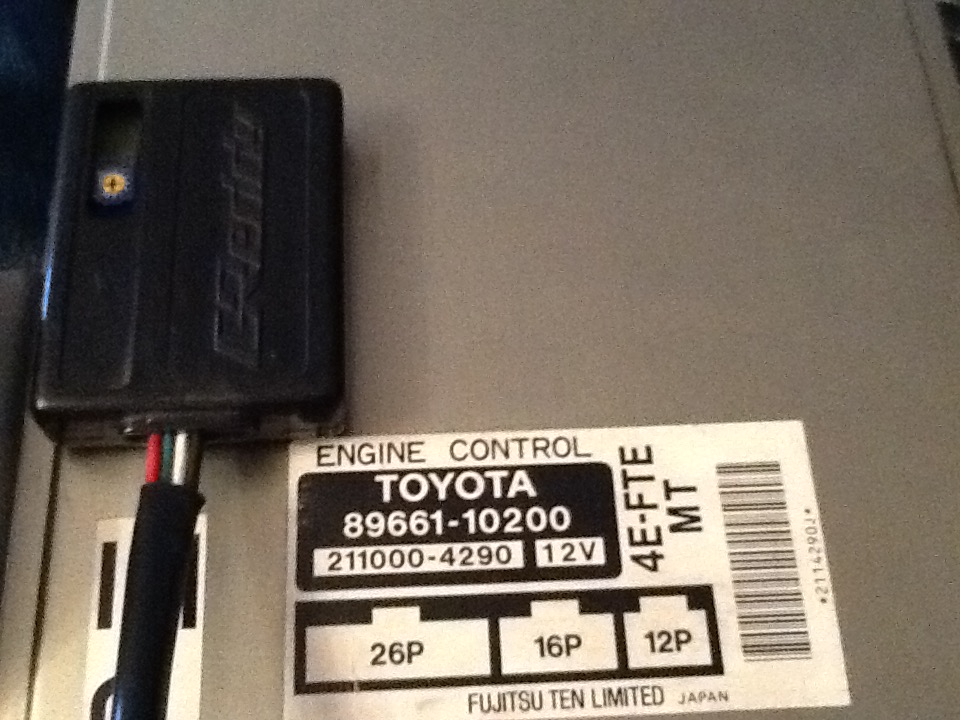 ENGINE CONTROL
TOYOTA
89661-10200
211000-4290 12V
4E-FTE
MT
26P 16P 12P
FUJITSU TEN LIMITED JAPAN
*2114290J*